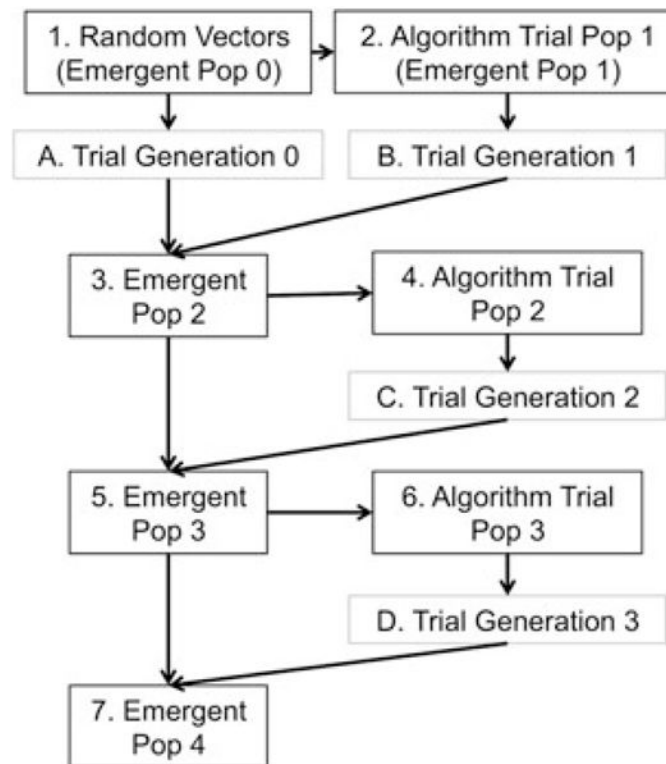 1. Random Vectors
(Emergent Pop 0)
2. Algorithm Trial Pop 1
(Emergent Pop 1)
A. Trial Generation 0
B. Trial Generation 1
3. Emergent
Pop 2
4. Algorithm Trial
Pop 2
C. Trial Generation 2
5. Emergent
Pop 3
6. Algorithm Trial
Pop 3
D. Trial Generation 3
7. Emergent
Pop 4